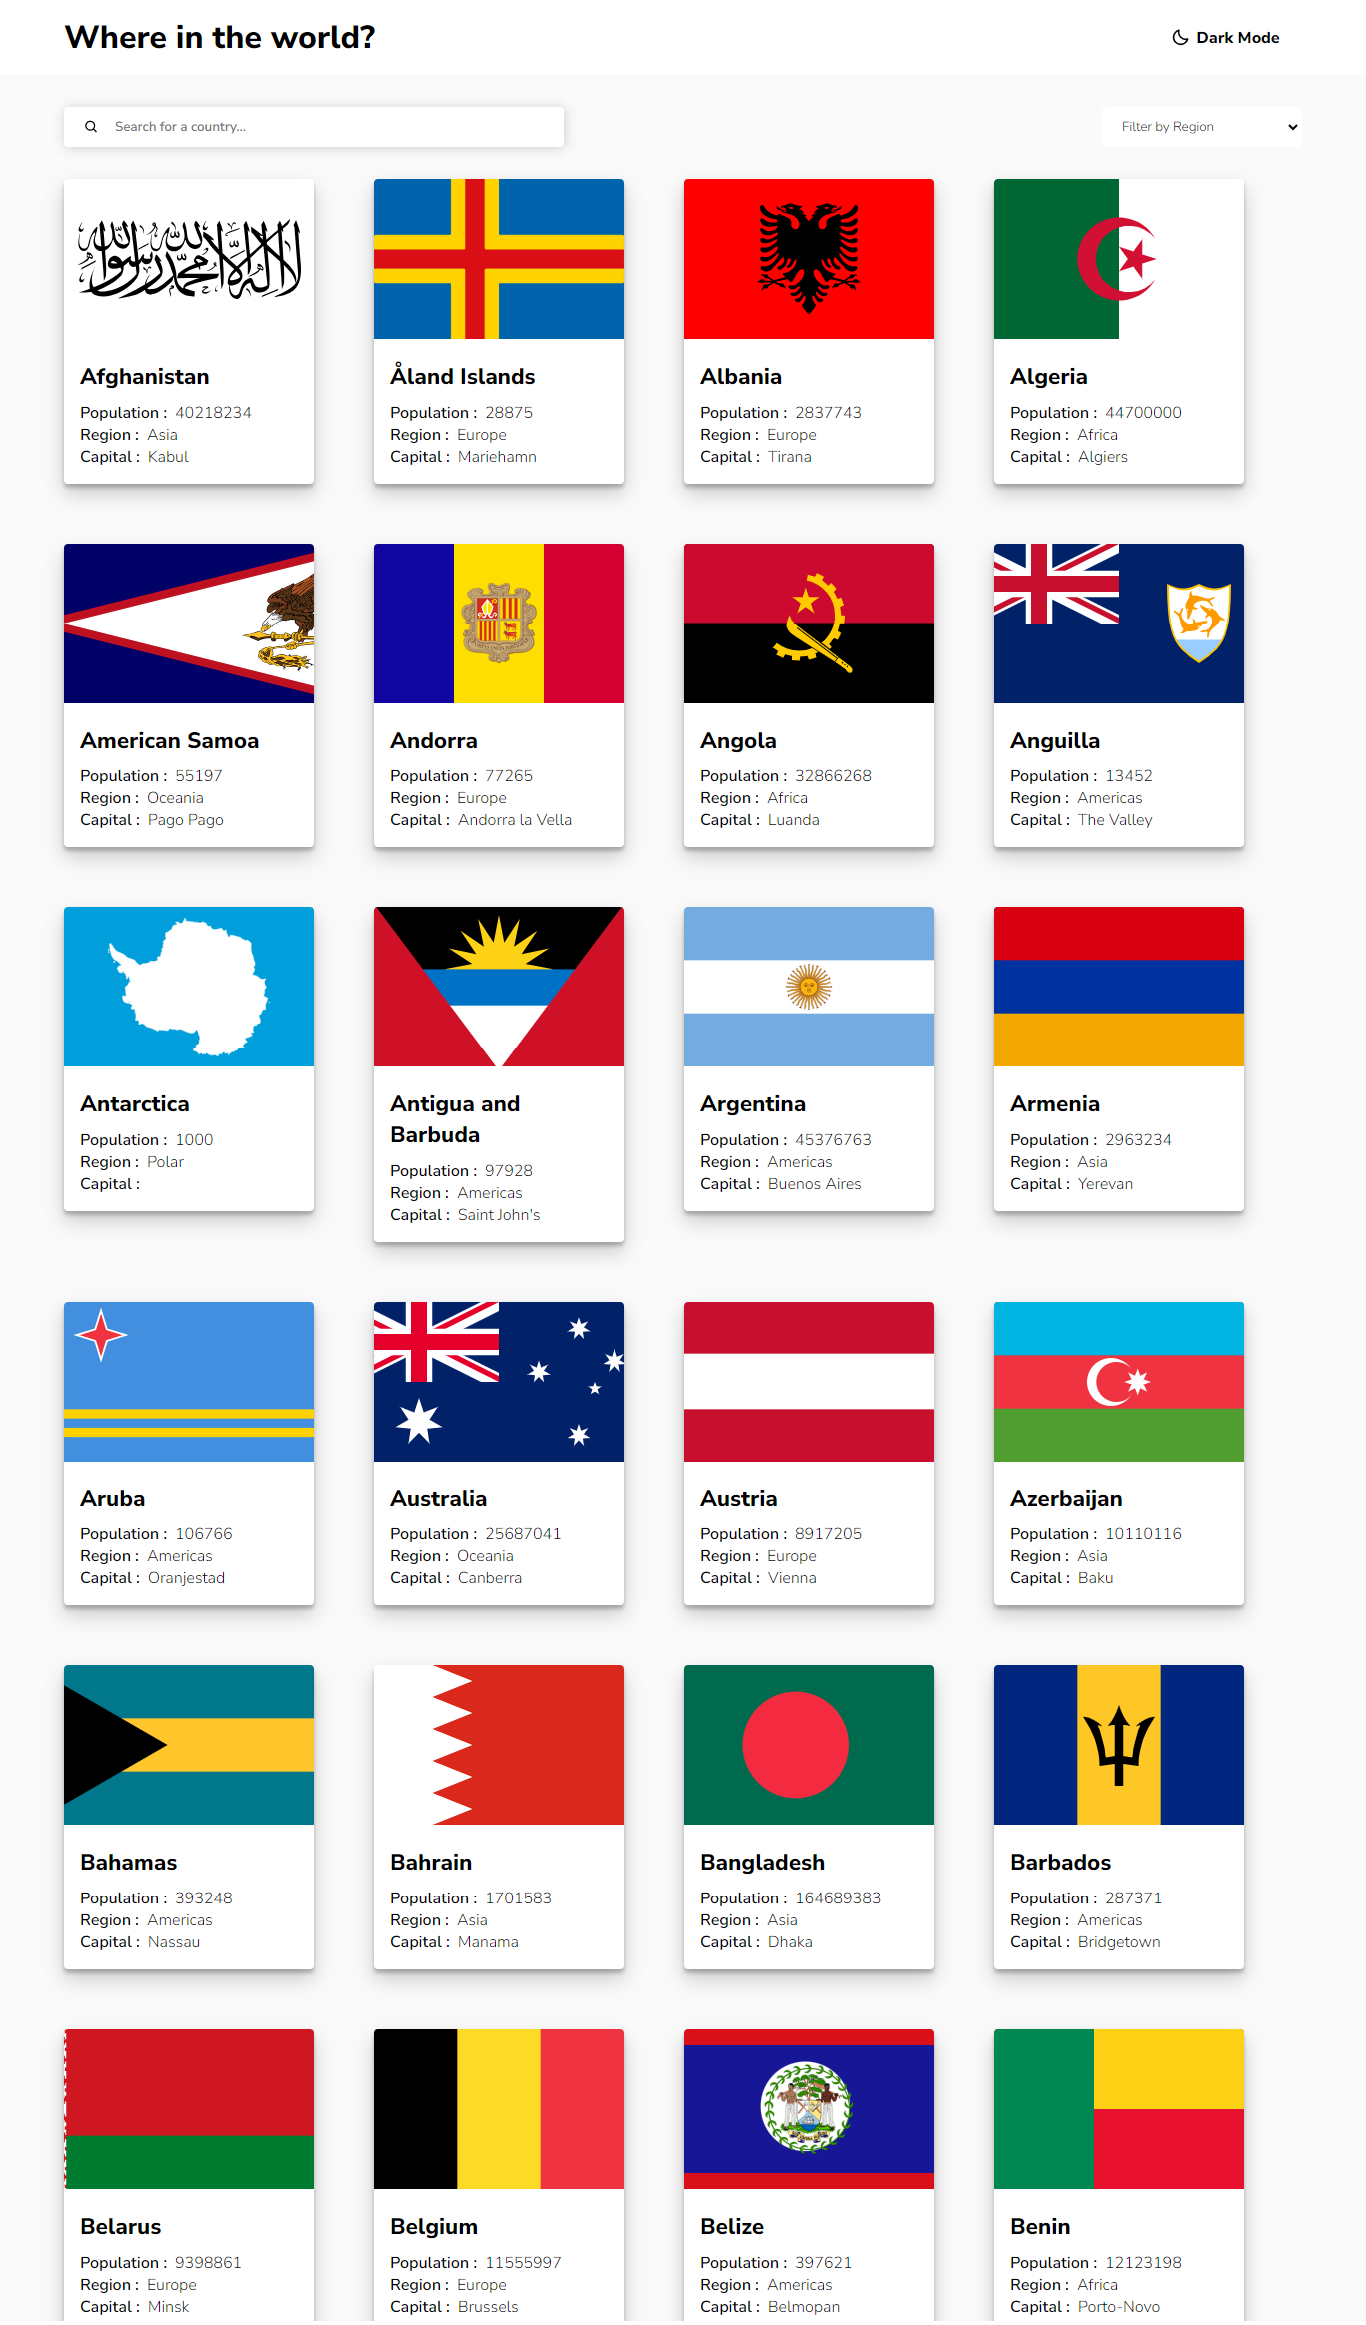 Where in the world?
Dark Mode
Search for a country...
Filter by Region
Afghanistan
Population : 40218234
Region : Asia
Capital : Kabul
Åland Islands
Population : 28875
Region : Europe
Capital : Mariehamn
Albania
Population : 2837743
Region : Europe
Capital : Tirana
Algeria
Population : 44700000
Region : Africa
Capital : Algiers
American Samoa
Population : 55197
Region : Oceania
Capital : Pago Pago
Andorra
Population : 77265
Region : Europe
Capital : Andorra la Vella
Angola
Population : 32866268
Region : Africa
Capital : Luanda
Anguilla
Population : 13452
Region : Americas
Capital : The Valley
Antarctica
Population : 1000
Region : Polar
Capital :
Antigua and
Barbuda
Population : 97928
Region : Americas
Capital : Saint John's
Argentina
Population : 45376763
Region : Americas
Capital : Buenos Aires
Armenia
Population : 2963234
Region : Asia
Capital : Yerevan
Aruba
Population : 106766
Region : Americas
Capital : Oranjestad
Australia
Population : 25687041
Region : Oceania
Capital : Canberra
Austria
Population : 8917205
Region : Europe
Capital : Vienna
Azerbaijan
Population : 10110116
Region : Asia
Capital : Baku
Bahamas
Population : 393248
Region : Americas
Capital : Nassau
Bahrain
Population : 1701583
Region : Asia
Capital : Manama
Bangladesh
Population : 164689383
Region : Asia
Capital : Dhaka
Barbados
Population : 287371
Region : Americas
Capital : Bridgetown
Belarus
Population : 9398861
Region : Europe
Capital : Minsk
Belgium
Population : 11555997
Region : Europe
Capital : Brussels
Belize
Population : 397621
Region : Americas
Capital : Belmopan
Benin
Population : 12123198
Region : Africa
Capital : Porto-Novo